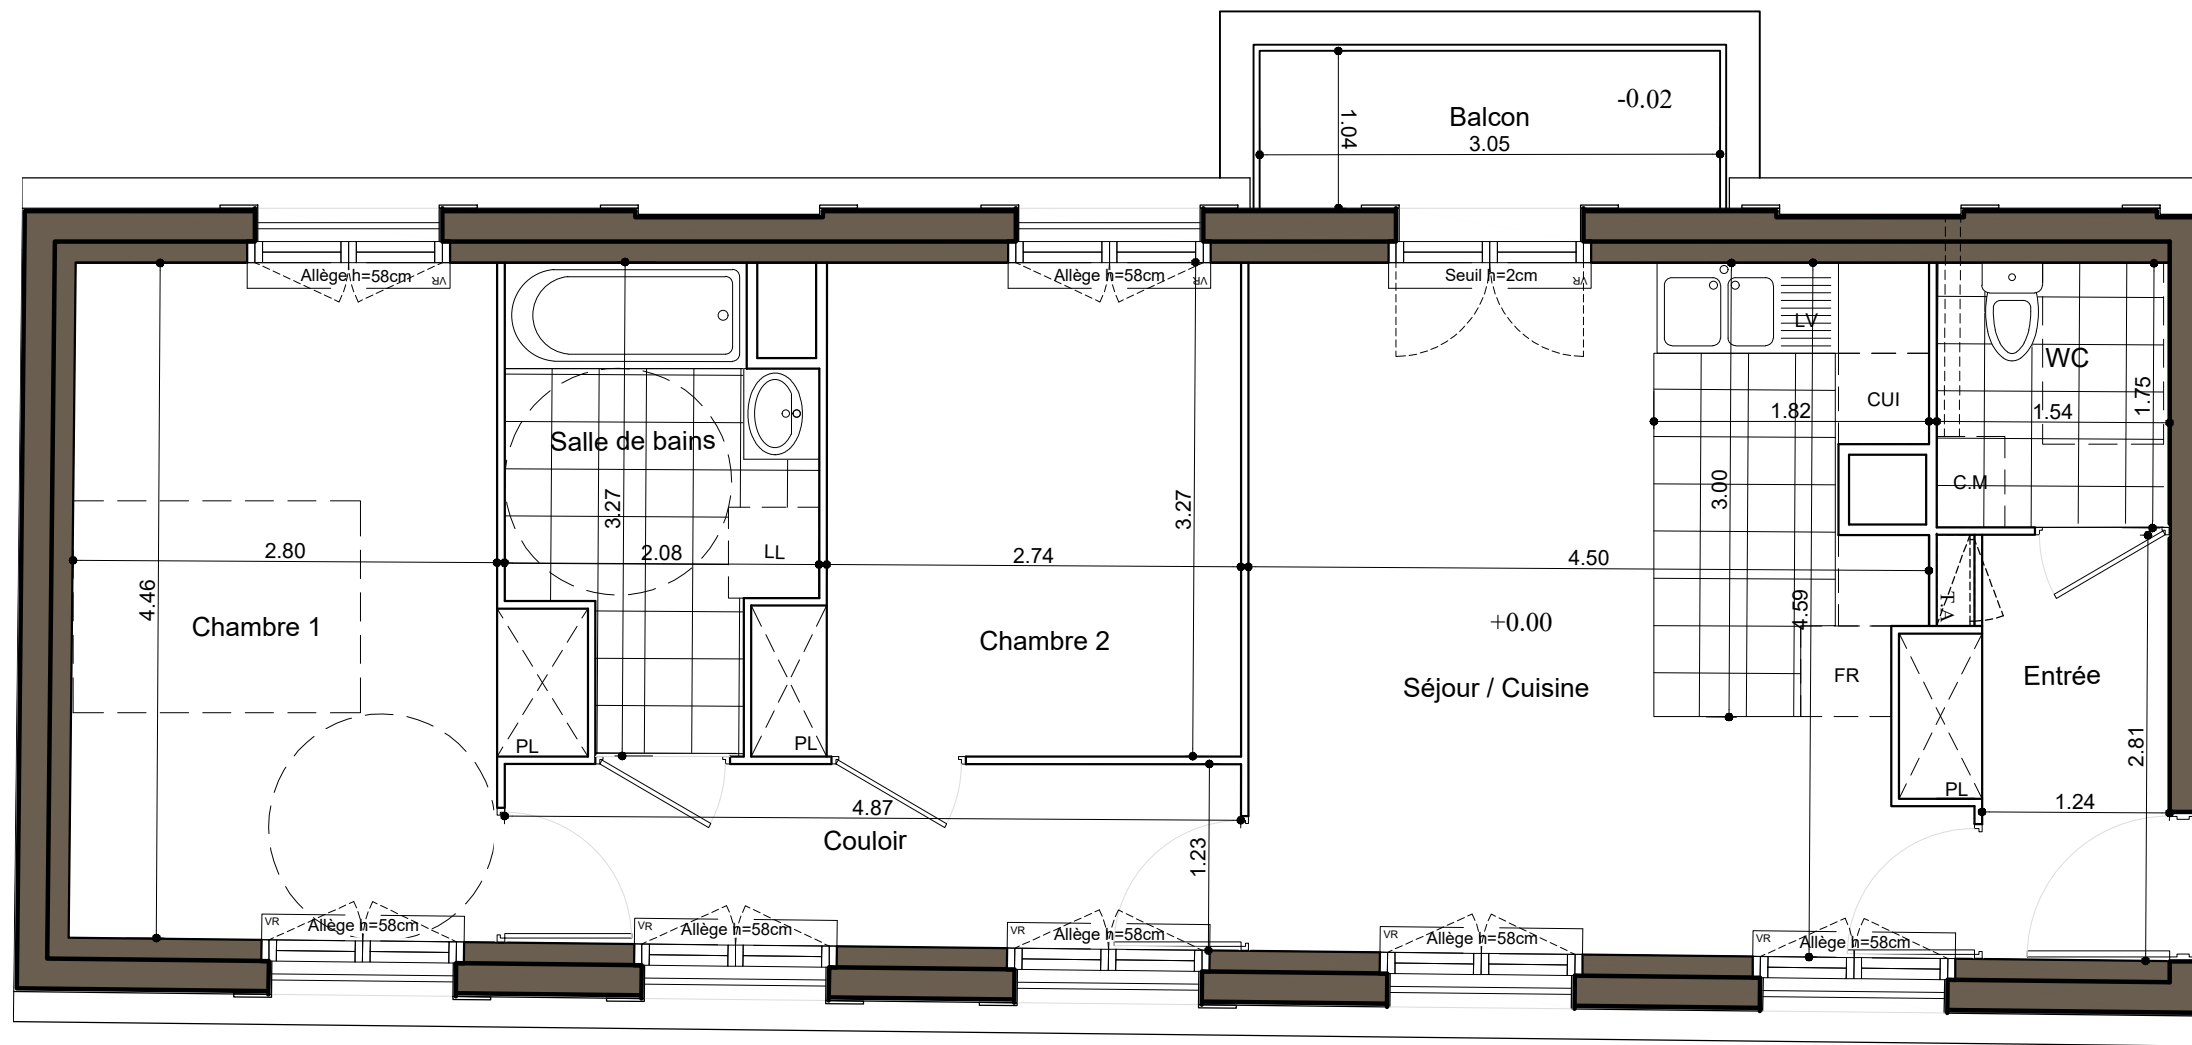 -0.02
Balcon
1.04
3.05
Allège h=58cm
VR
Allège h=58cm
VR
Seuil h=2cm
VR
LV
WC
CUI
1.82
1.54
1.75
Salle de bains
3.27
3.27
3.00
C.M
2.80
2.08
LL
2.74
4.50
4.46
4.59
T.A
Chambre 1
+0.00
Chambre 2
Séjour / Cuisine
FR
Entrée
PL
PL
2.81
PL
4.87
1.24
Couloir
1.23
VR
Allège h=58cm
VR
Allège h=58cm
VR
Allège h=58cm
VR
Allège h=58cm
VR
Allège h=58cm